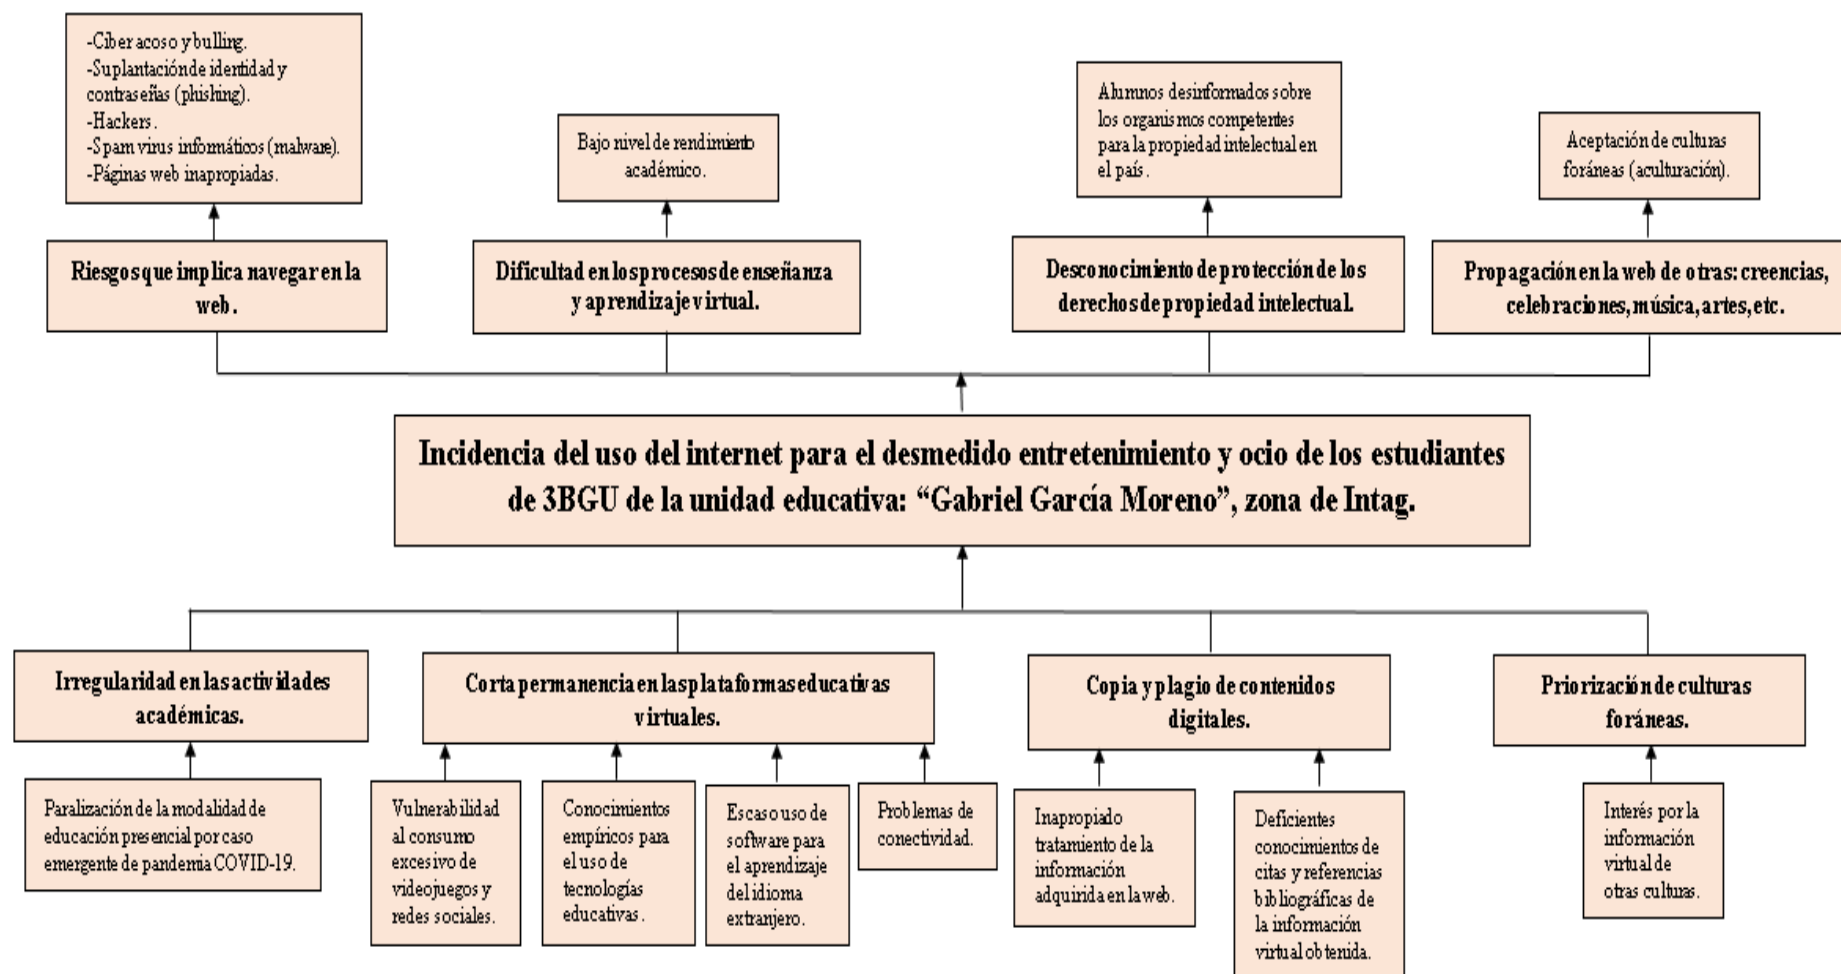 -Ciber acoso y bulling.
-Suplantación de identidad y
contraseñas (phishing).
-Hackers.
-Spam virus informáticos (malware).
-Páginas web inapropiadas.
Bajo nivel de rendimiento
académico.
Alumnos desinformados sobre
los organismos competentes
para la propiedad intelectual en
el país.
Aceptación de culturas
foráneas (aculturación).
Riesgos que implica navegar en la
web.
Dificultad en los procesos de enseñanza
y aprendizaje virtual.
Desconocimiento de protección de los
derechos de propiedad intelectual.
Propagación en la web de otras: creencias,
celebraciones, música, artes, etc.
Incidencia del uso del internet para el desmedido entretenimiento y ocio de los estudiantes
de 3BGU de la unidad educativa: “Gabriel García Moreno”, zona de Intag.
Irregularidad en las actividades
académicas.
Corta permanencia en las plataformas educativas
virtuales.
Copia y plagio de contenidos
digitales.
Priorización de culturas
foráneas.
Paralización de la modalidad de
educación presencial por caso
emergente de pandemia COVID-19.
Vulnerabilidad
al consumo
excesivo de
videojuegos y
redes sociales.
Conocimientos
empíricos para
el uso de
tecnologías
educativas.
Escaso uso de
software para
el aprendizaje
del idioma
extranjero.
Problemas de
conectividad.
Inapropiado
tratamiento de la
información
adquirida en la web.
Deficientes
conocimientos de
citas y referencias
bibliográficas de
la información
virtual obtenida.
Interés por la
información
virtual de
otras culturas.